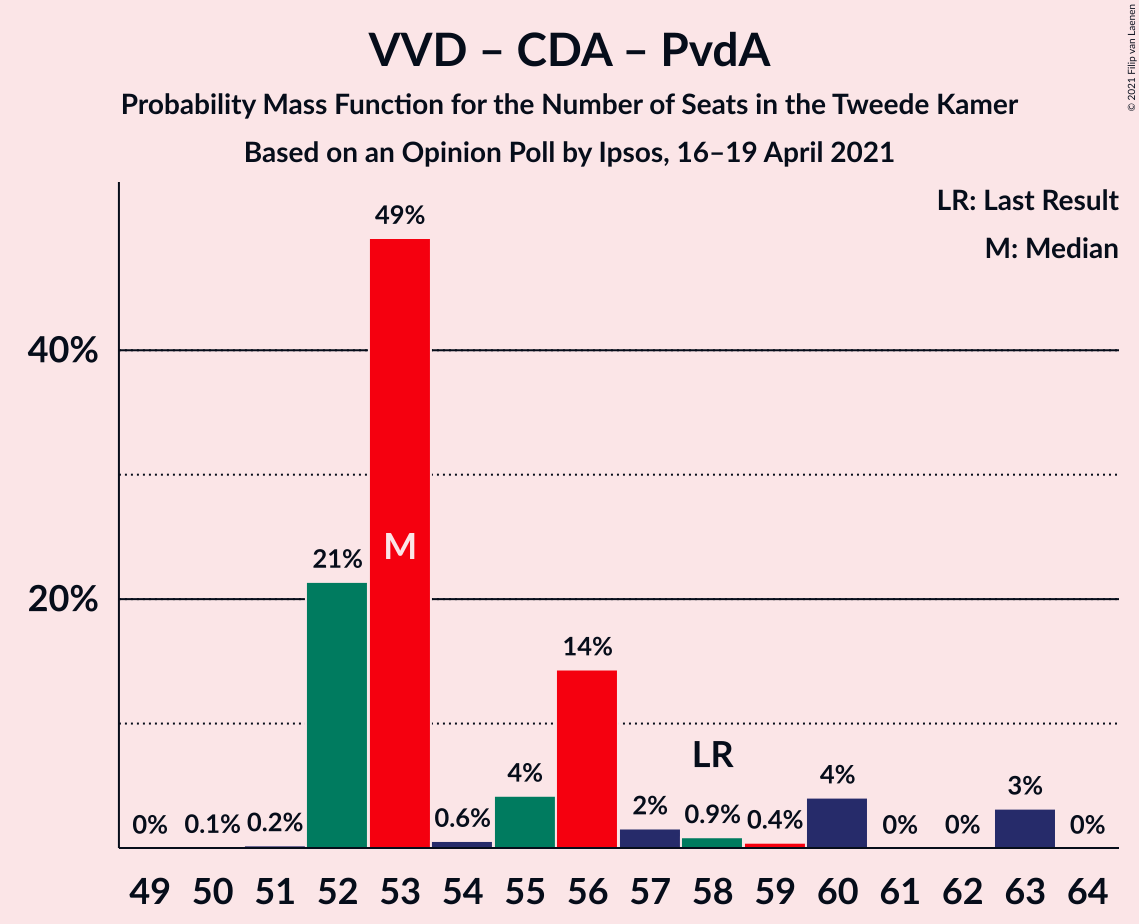 VVD – CDA – PvdA
Probability Mass Function for the Number of Seats in the Tweede Kamer
Based on an Opinion Poll by Ipsos, 16–19 April 2021
© 2021 Filip van Laenen
LR: Last Result
M: Median
49%
40%
M
21%
20%
14%
LR
4%
4%
3%
2%
0% 0.1% 0.2% 0.6% 0.9% 0.4% 0% 0% 0%
49 50 51 52 53 54 55 56 57 58 59 60 61 62 63 64